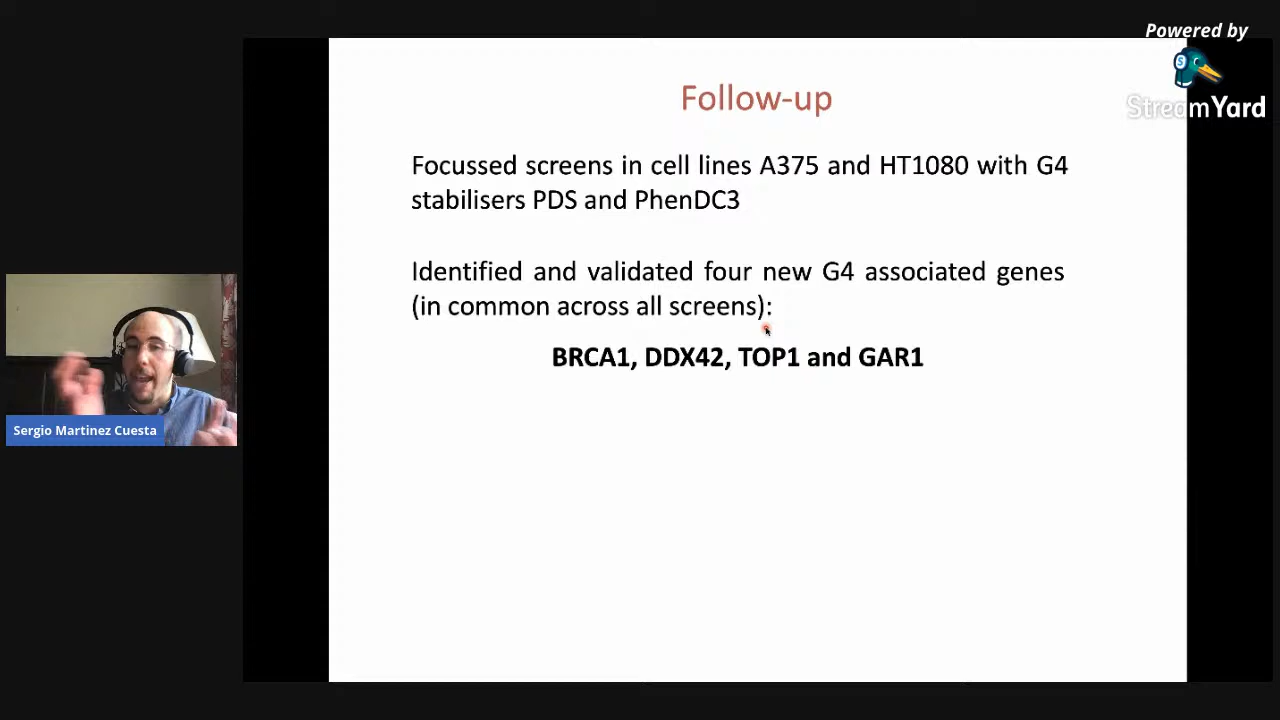 Powered by
StreamYard
Follow-up
Focussed screens in cell lines A375 and HT1080 with G4
stabilisers PDS and PhenDC3
Identified and validated four new G4 associated genes
(in common across all screens):
BRCA1, DDX42, TOP1 and GAR1
Sergio Martinez Cuesta